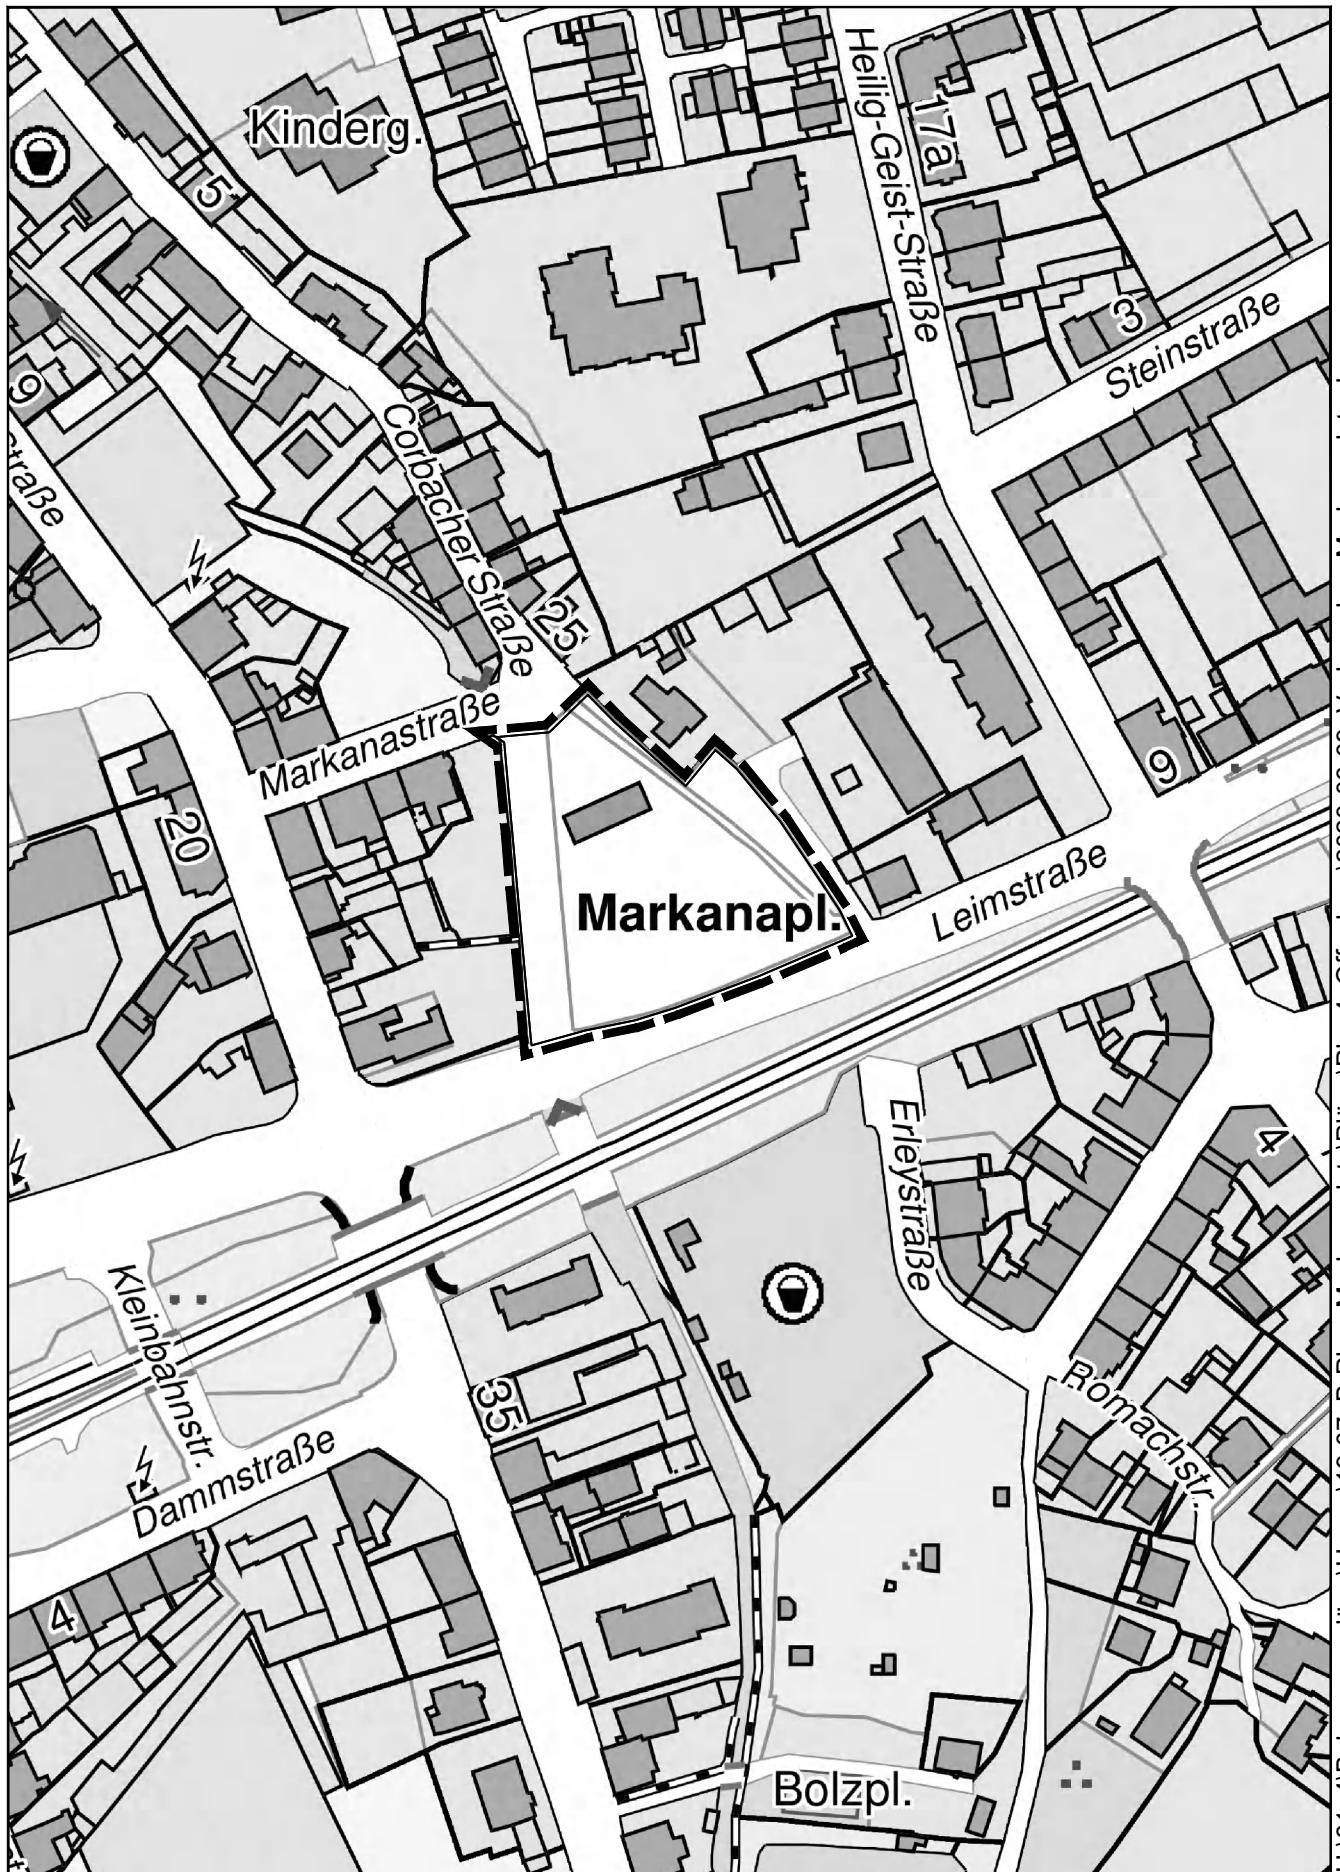 Kinderg.
Heilig-Geist-Straße
17a
5
3
Steinstraße
9
Corbacher Straße
straße
25
Markanastraße
20
9
Markanapl.
Leimstraße
Erleystraße
4
Kleinbahnstr.
35
Dammstraße
Romachstr.
4
Bolzpl.